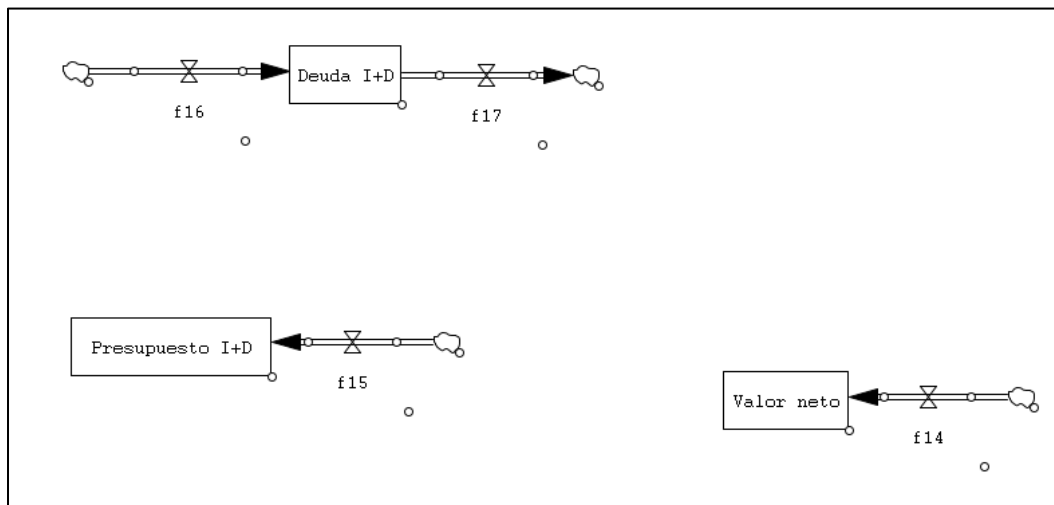 Deuda I+D
f16
f17
Presupuesto I+D
f15
Valor neto
f14